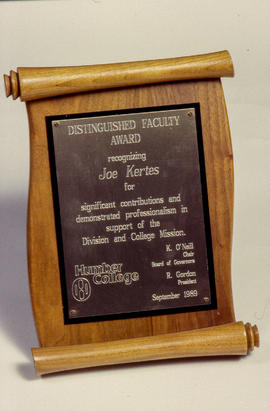 DISTINGUISHED FACULTY
AWARD
recognizing
Joe Kertes
for
significant contributions and
demonstrated professionalism in
support of the
Division and College Mission.
K. O'Neill
Chair
Board of Governors
Humber
College
R. Gordon
President
September 1989